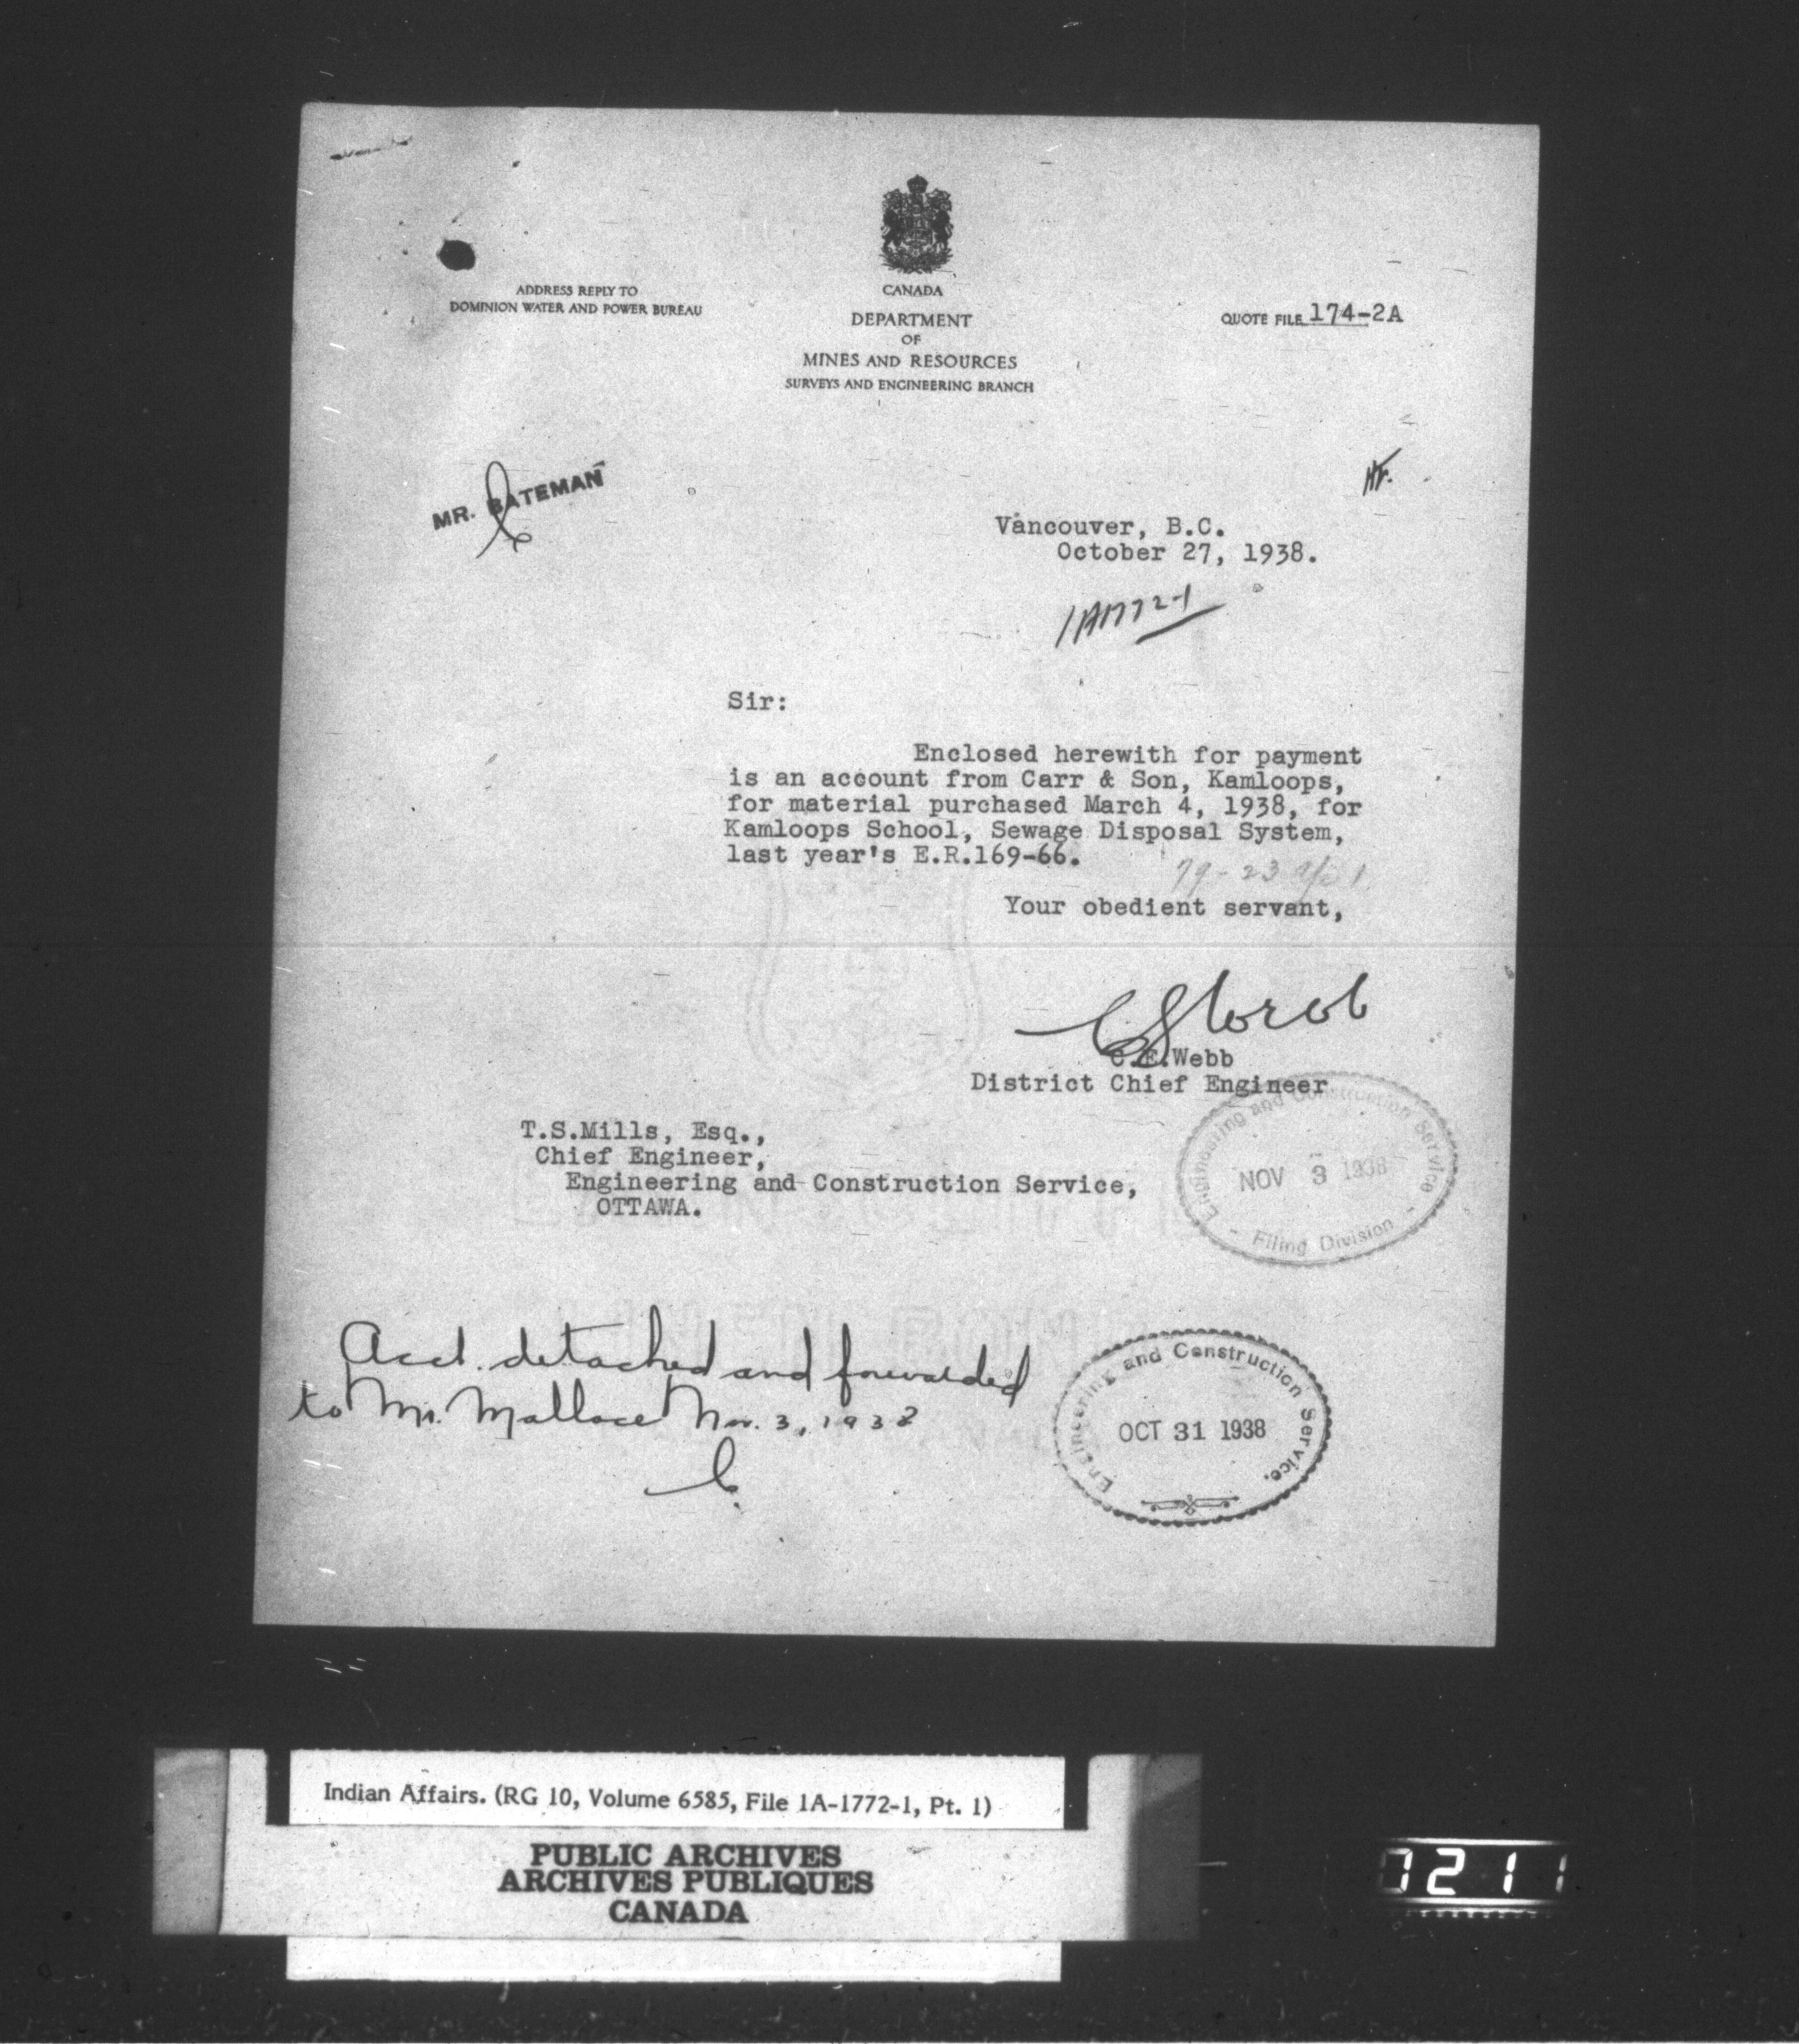 ADDRESS REPLY TO
DOMINION WATER AND POWER BUREAU
CANADA
DEPARTMENT
OF
MINES AND RESOURCES
SURVEYS AND ENGINEERING BRANCH
QUOTE FILE 174-2A
MR. BATEMAN
Vancouver, B.C.
October 27, 1938.
1A1772-1
Sir:
Enclosed herewith for payment
is an account from Carr & Son, Kamloops,
for material purchased March 4, 1938, for
Kamloops School, Sewage Disposal System,
last year's E.R.169-66.
79-23
Your obedient servant,
C.E.Webb
District Chief Engineer
T.S.Mills, Esq.,
Chief Engineer,
Engineering and Construction Service,
OTTAWA.
Engineering and Construction Service
NOV 3 1938
- Filing Division -
Acct. detached and forwarded
to Mr. Wallace Nov. 3, 1938
Engineering and Construction Service.
OCT 31 1938
Indian Affairs. (RG 10, Volume 6585, File 1A-1772-1, Pt. 1)
PUBLIC ARCHIVES
ARCHIVES PUBLIQUES
CANADA
0211